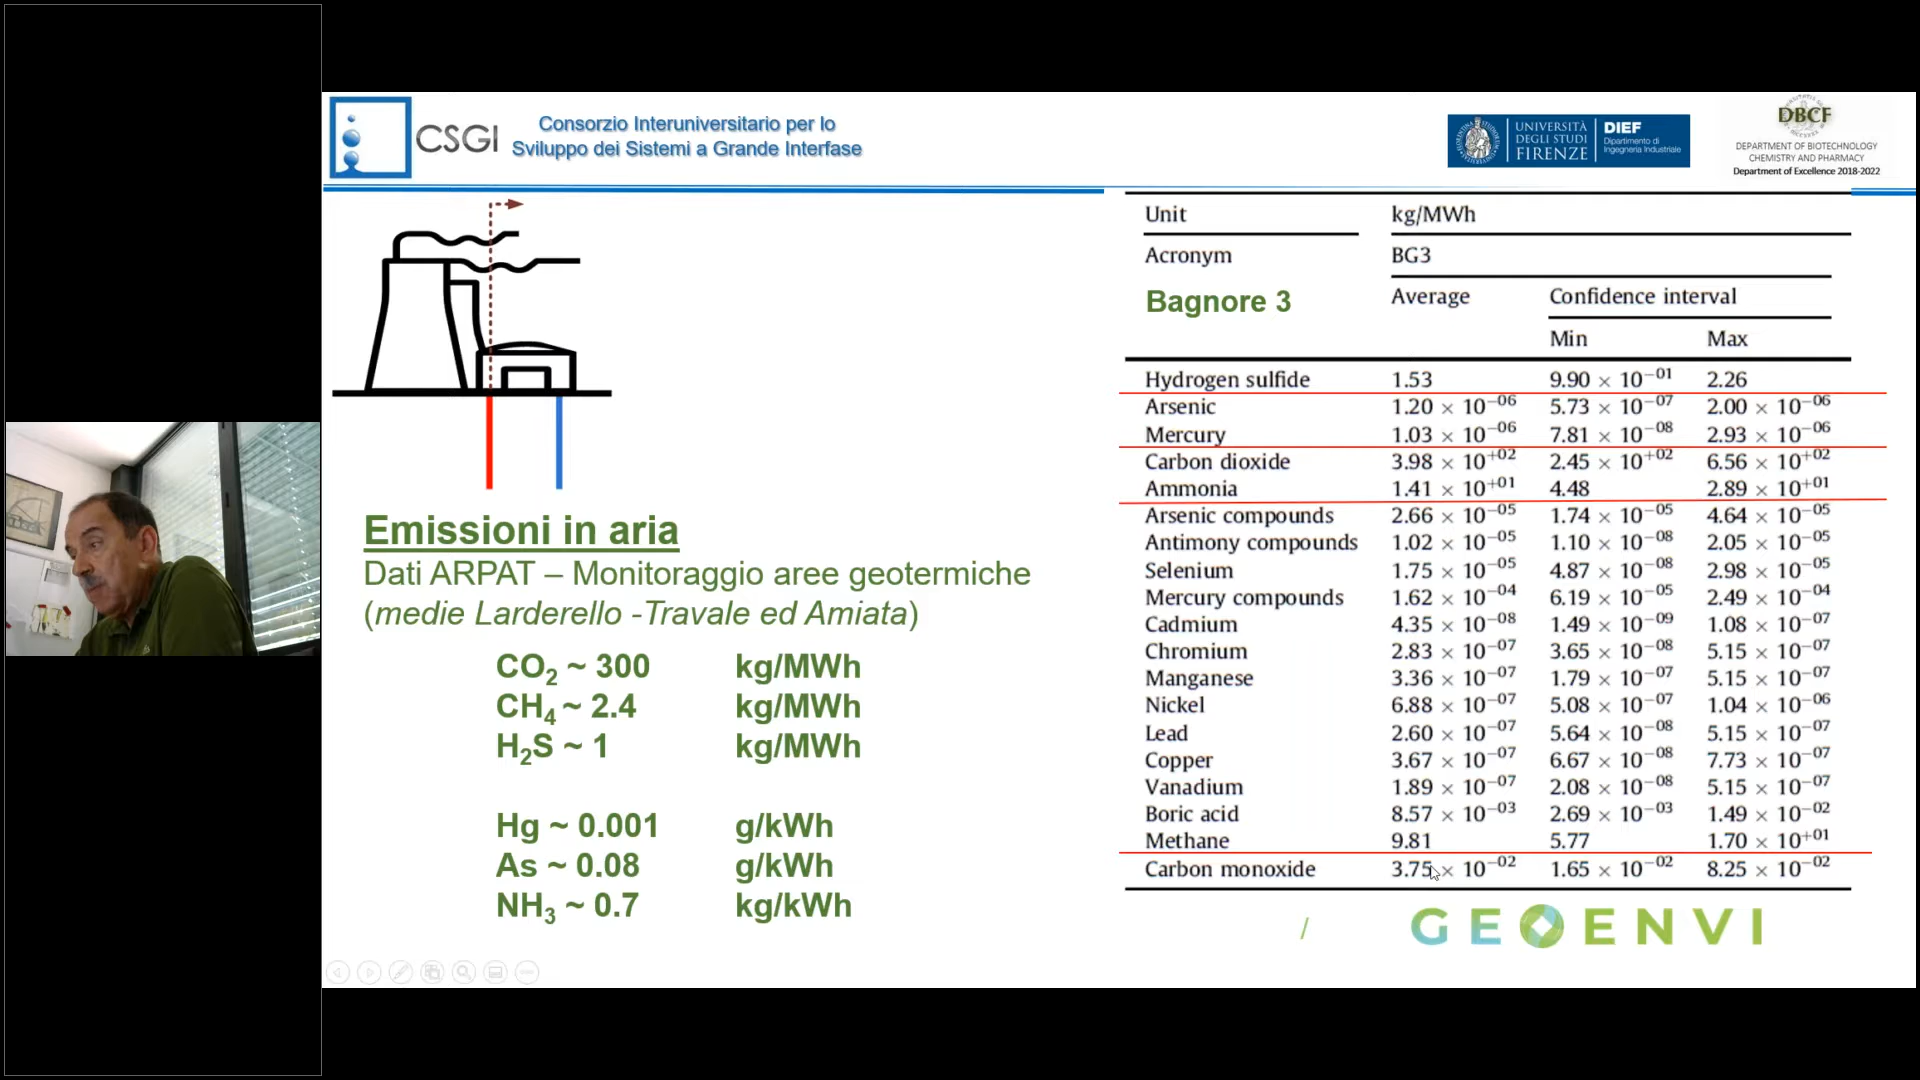 CSGI
Consorzio Interuniversitario per lo
Sviluppo dei Sistemi a Grande Interfase
UNIVERSITÀ
DEGLI STUDI
FIRENZE
DIEF
Dipartimento di
Ingegneria Industriale
DBCF
DEPARTMENT OF BIOTECHNOLOGY
CHEMISTRY AND PHARMACY
Department of Excellence 2018-2022
Emissioni in aria
Dati ARPAT – Monitoraggio aree geotermiche
(medie Larderello -Travale ed Amiata)
CO₂ ~ 300 kg/MWh
CH₄ ~ 2.4 kg/MWh
H₂S ~ 1 kg/MWh
Hg ~ 0.001 g/kWh
As ~ 0.08 g/kWh
NH₃ ~ 0.7 kg/kWh
Unit kg/MWh
Acronym BG3
Bagnore 3 Average Confidence interval
Min Max
Hydrogen sulfide 1.53 9.90 × 10⁻⁰¹ 2.26
Arsenic 1.20 × 10⁻⁰⁶ 5.73 × 10⁻⁰⁷ 2.00 × 10⁻⁰⁶
Mercury 1.03 × 10⁻⁰⁶ 7.81 × 10⁻⁰⁸ 2.93 × 10⁻⁰⁶
Carbon dioxide 3.98 × 10⁺⁰² 2.45 × 10⁺⁰² 6.56 × 10⁺⁰²
Ammonia 1.41 × 10⁺⁰¹ 4.48 2.89 × 10⁺⁰¹
Arsenic compounds 2.66 × 10⁻⁰⁵ 1.74 × 10⁻⁰⁵ 4.64 × 10⁻⁰⁵
Antimony compounds 1.02 × 10⁻⁰⁵ 1.10 × 10⁻⁰⁸ 2.05 × 10⁻⁰⁵
Selenium 1.75 × 10⁻⁰⁵ 4.87 × 10⁻⁰⁸ 2.98 × 10⁻⁰⁵
Mercury compounds 1.62 × 10⁻⁰⁴ 6.19 × 10⁻⁰⁵ 2.49 × 10⁻⁰⁴
Cadmium 4.35 × 10⁻⁰⁸ 1.49 × 10⁻⁰⁹ 1.08 × 10⁻⁰⁷
Chromium 2.83 × 10⁻⁰⁷ 3.65 × 10⁻⁰⁸ 5.15 × 10⁻⁰⁷
Manganese 3.36 × 10⁻⁰⁷ 1.79 × 10⁻⁰⁷ 5.15 × 10⁻⁰⁷
Nickel 6.88 × 10⁻⁰⁷ 5.08 × 10⁻⁰⁷ 1.04 × 10⁻⁰⁶
Lead 2.60 × 10⁻⁰⁷ 5.64 × 10⁻⁰⁸ 5.15 × 10⁻⁰⁷
Copper 3.67 × 10⁻⁰⁷ 6.67 × 10⁻⁰⁸ 7.73 × 10⁻⁰⁷
Vanadium 1.89 × 10⁻⁰⁷ 2.08 × 10⁻⁰⁸ 5.15 × 10⁻⁰⁷
Boric acid 8.57 × 10⁻⁰³ 2.69 × 10⁻⁰³ 1.49 × 10⁻⁰²
Methane 9.81 5.77 1.70 × 10⁺⁰¹
Carbon monoxide 3.75 × 10⁻⁰² 1.65 × 10⁻⁰² 8.25 × 10⁻⁰²
/
GEOENVI